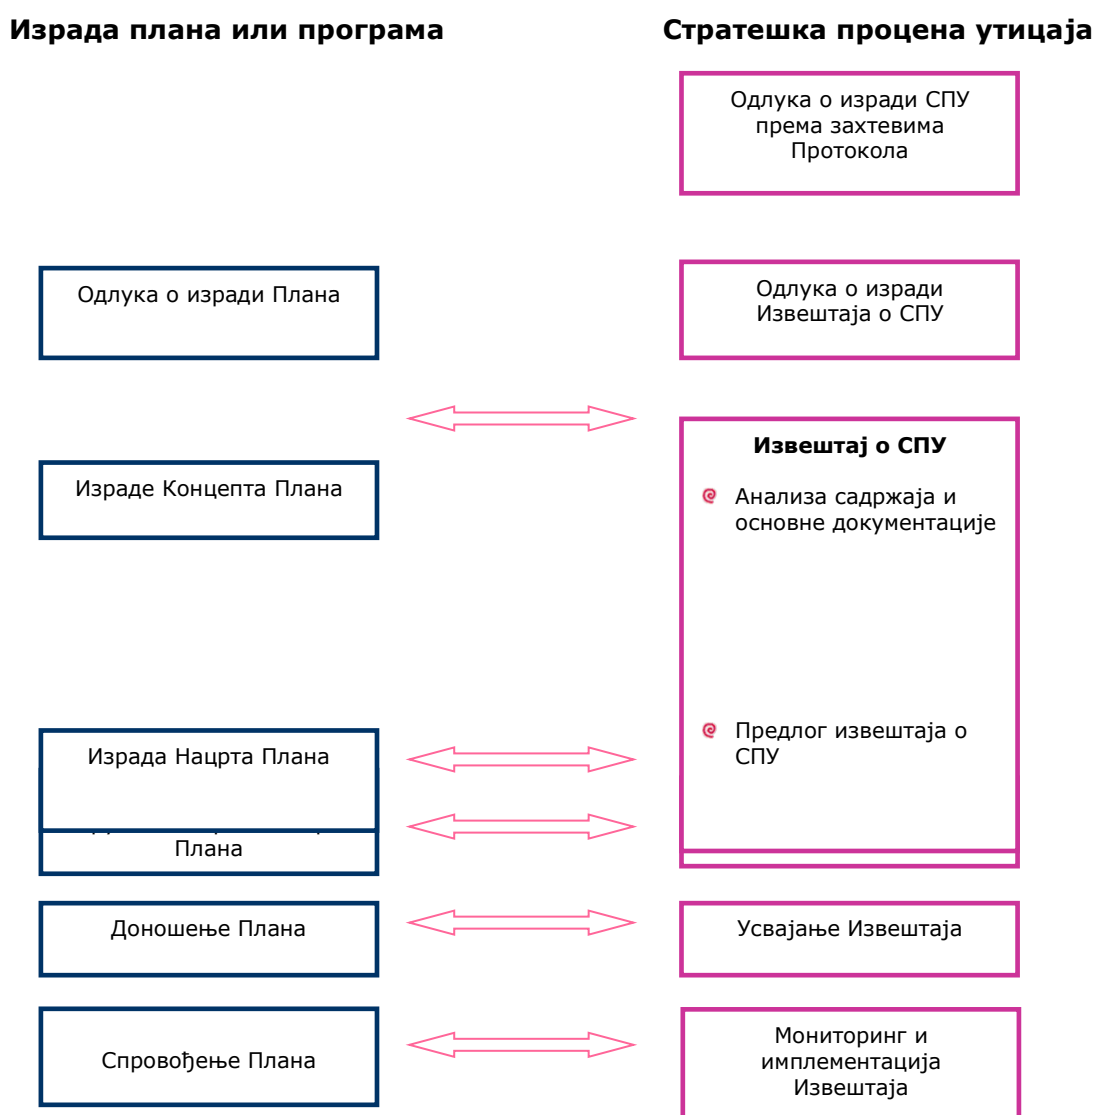 Израда плана или програма
Стратешка процена утицаја
Одлука о изради СПУ
према захтевима
Протокола
Одлука о изради Плана
Одлука о изради
Извештаја о СПУ
Израде Концепта Плана
Извештај о СПУ
Анализа садржаја и
основне документације
Израда Нацрта Плана
Предлог извештаја о
СПУ
Плана
Доношење Плана
Усвајање Извештаја
Спровођење Плана
Мониторинг и
имплементација
Извештаја